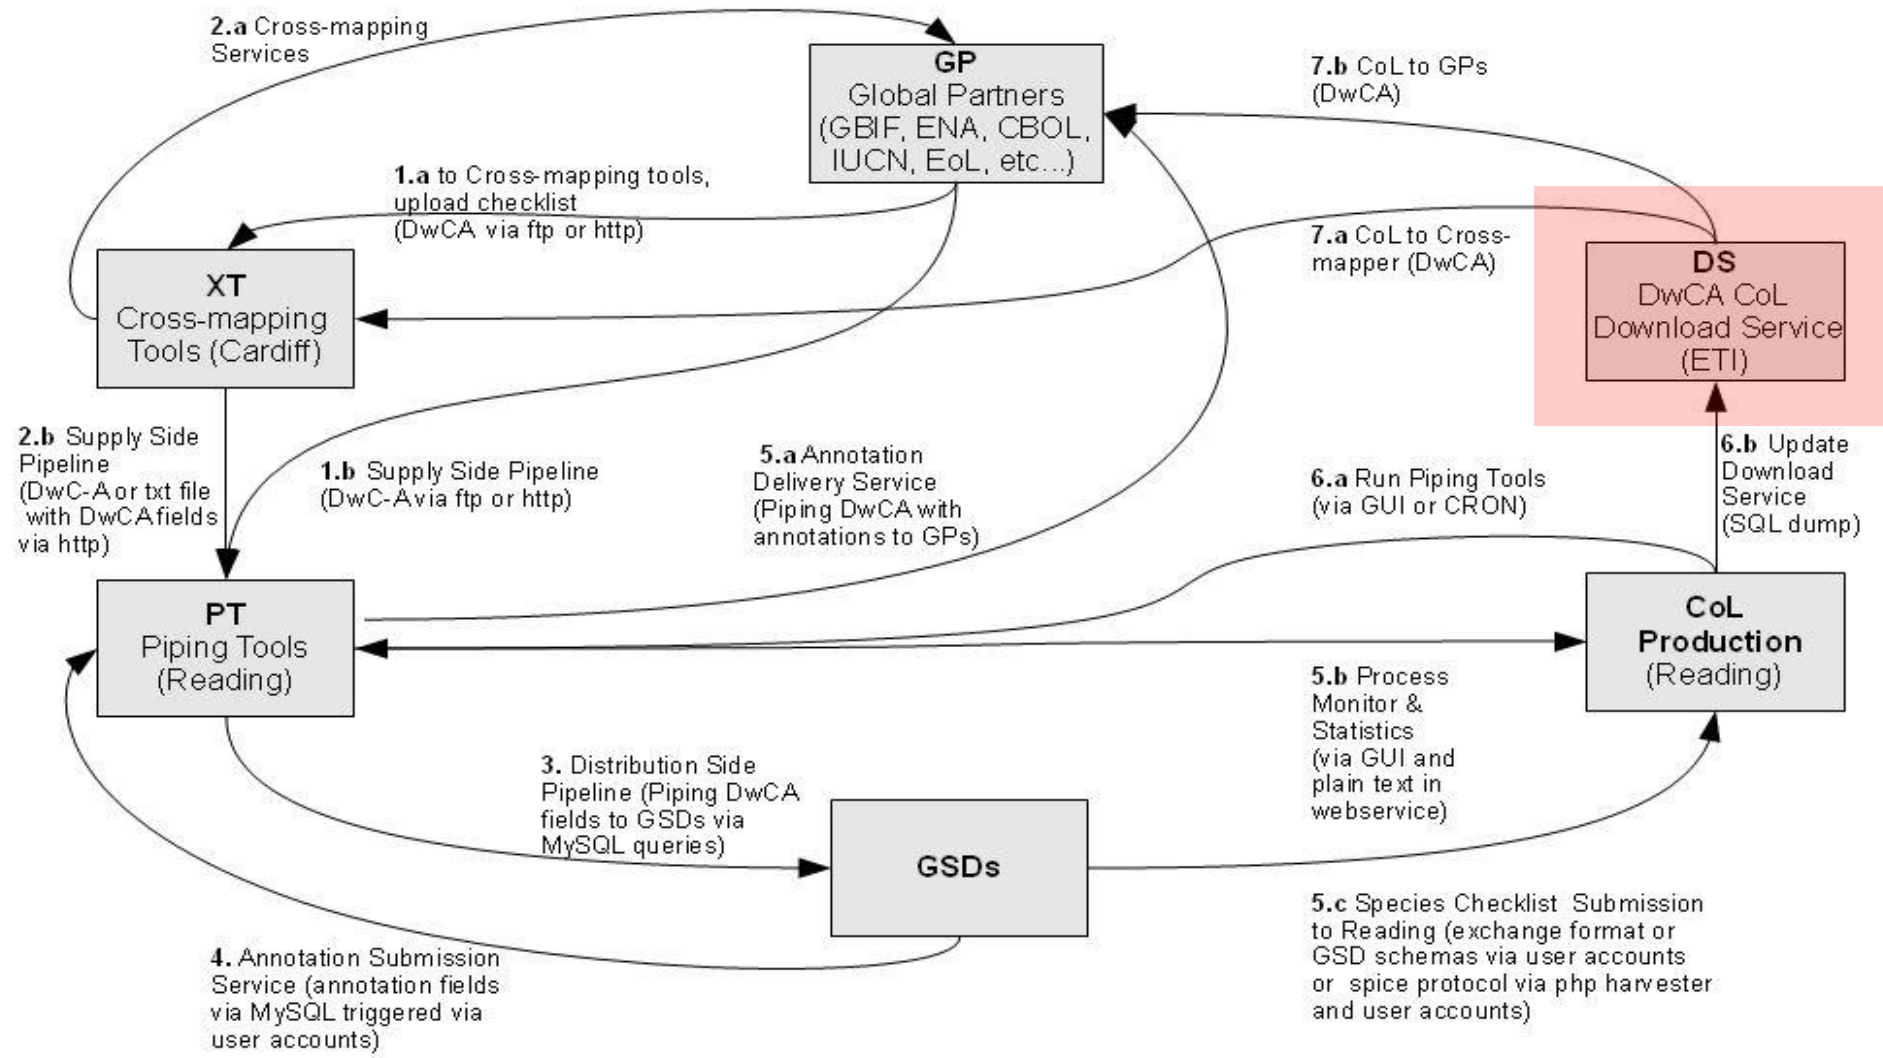 2.a Cross-mapping
Services
GP
Global Partners
(GBIF, ENA, CBOL,
IUCN, EoL, etc...)
7.b CoL to GPs
(DwCA)
1.a to Cross-mapping tools,
upload checklist
(DwCA via ftp or http)
7.a CoL to Cross-
mapper (DwCA)
DS
DwCA CoL
Download Service
(ETI)
XT
Cross-mapping
Tools (Cardiff)
2.b Supply Side
Pipeline
(DwC-A or txt file
with DwCA fields
via http)
1.b Supply Side Pipeline
(DwC-A via ftp or http)
5.a Annotation
Delivery Service
(Piping DwCA with
annotations to GPs)
6.a Run Piping Tools
(via GUI or CRON)
6.b Update
Download
Service
(SQL dump)
PT
Piping Tools
(Reading)
CoL
Production
(Reading)
5.b Process
Monitor &
Statistics
(via GUI and
plain text in
webservice)
3. Distribution Side
Pipeline (Piping DwCA
fields to GSDs via
MySQL queries)
GSDs
5.c Species Checklist Submission
to Reading (exchange format or
GSD schemas via user accounts
or spice protocol via php harvester
and user accounts)
4. Annotation Submission
Service (annotation fields
via MySQL triggered via
user accounts)